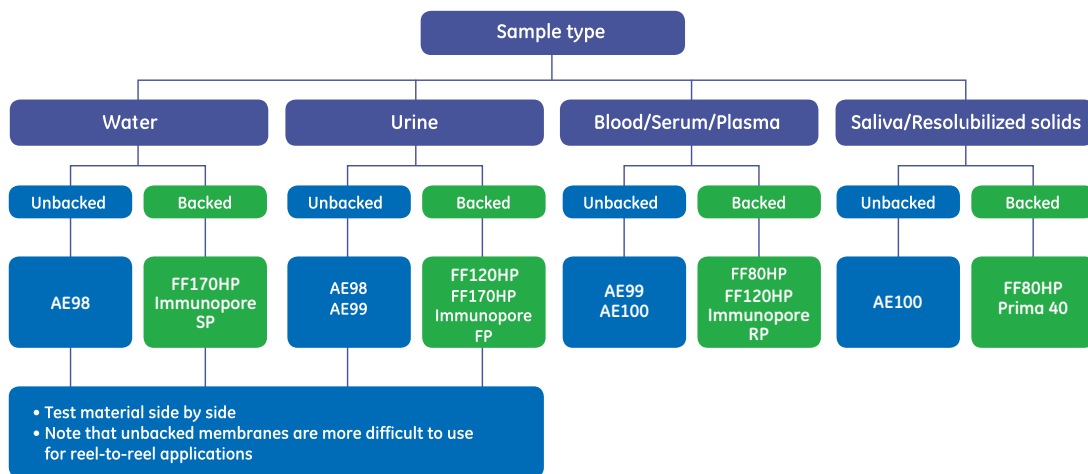 Sample type
Water
Urine
Blood/Serum/Plasma
Saliva/Resolubilized solids
Unbacked
Backed
Unbacked
Backed
Unbacked
Backed
Unbacked
Backed
AE98
FF170HP
Immunopore
SP
AE98
AE99
FF120HP
FF170HP
Immunopore
FP
AE99
AE100
FF80HP
FF120HP
Immunopore
RP
AE100
FF80HP
Prima 40
• Test material side by side
• Note that unbacked membranes are more difficult to use
for reel-to-reel applications